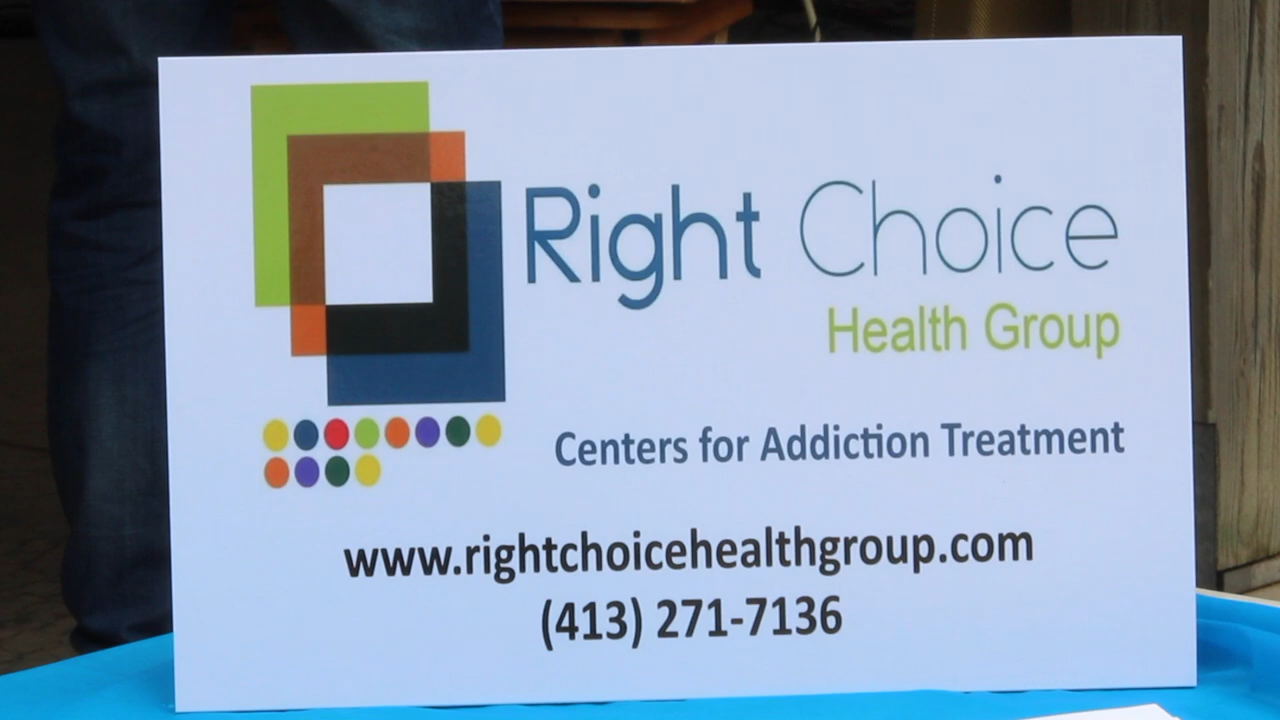 Right Choice
Health Group
Centers for Addiction Treatment
www.rightchoicehealthgroup.com
(413) 271-7136